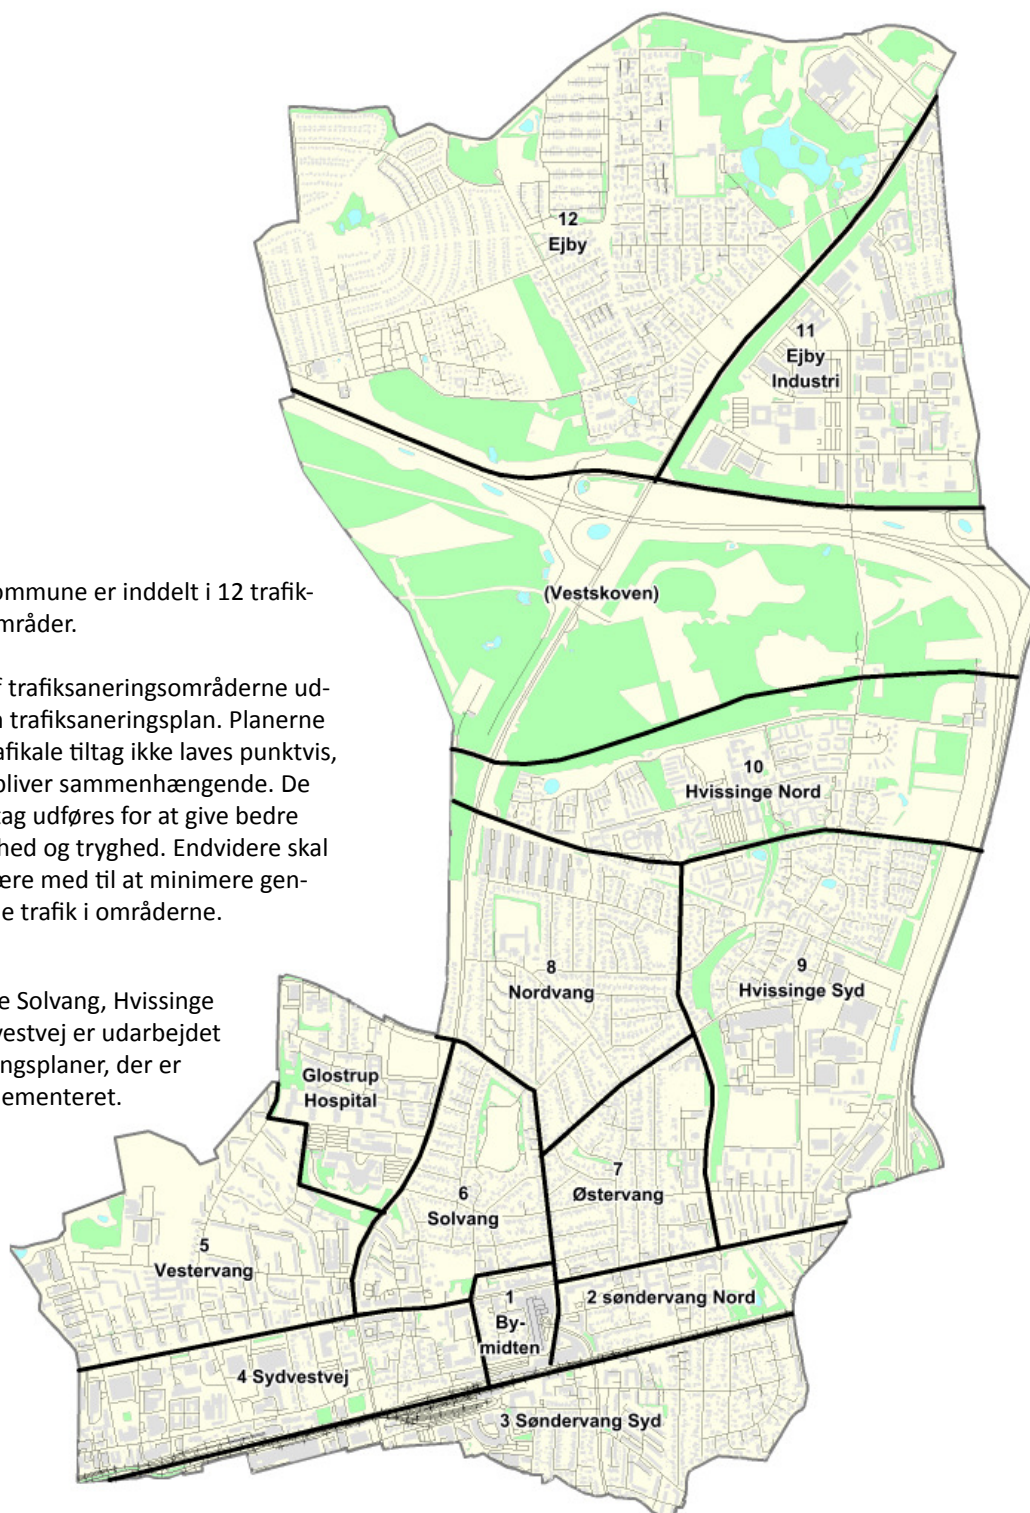 12
Ejby
11
Ejby
Industri
(Vestskoven)
ommune er inddelt i 12 trafik-
mråder.
f trafiksaneringsområderne ud-
n trafiksaneringsplan. Planerne
afikale tiltag ikke laves punktvis,
bliver sammenhængende. De
tag udføres for at give bedre
hed og tryghed. Endvidere skal
ære med til at minimere gen-
e trafik i områderne.
e Solvang, Hvissinge
vestvej er udarbejdet
ngsplaner, der er
lementeret.
10
Hvissinge Nord
8
Nordvang
9
Hvissinge Syd
Glostrup
Hospital
7
Østervang
6
Solvang
5
Vestervang
1
By-
midten
2 søndervang Nord
4 Sydvestvej
3 Søndervang Syd